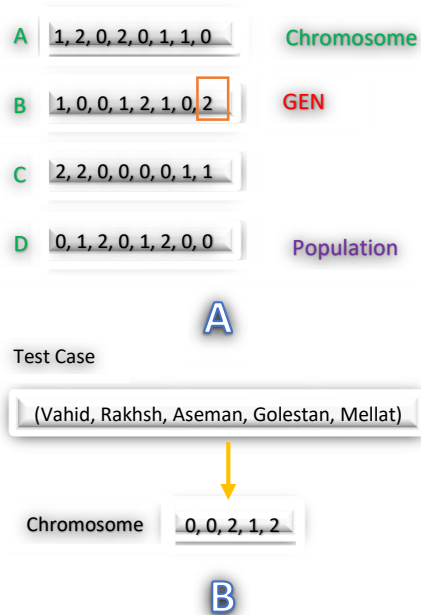 A 1, 2, 0, 2, 0, 1, 1, 0 Chromosome
B 1, 0, 0, 1, 2, 1, 0, 2 GEN
C 2, 2, 0, 0, 0, 0, 1, 1
D 0, 1, 2, 0, 1, 2, 0, 0 Population
A
Test Case
(Vahid, Rakhsh, Aseman, Golestan, Mellat)
Chromosome 0, 0, 2, 1, 2
B